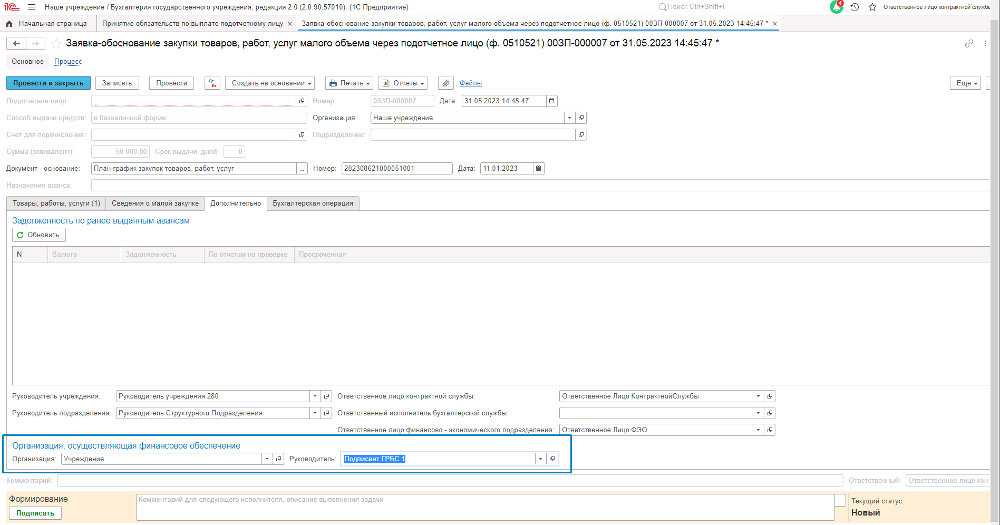 1С Наше учреждение / Бухгалтерия государственного учреждения, редакция 2.0 (2.0.90.57010) (1С:Предприятие) Поиск Ctrl+Shift+F 4 Ответственное лицо контрактной службы
Начальная страница Принятие обязательств по выплате подотчетному лицу × Заявка-обоснование закупки товаров, работ, услуг малого объема через подотчетное лицо (ф. 0510521) 00ЗП-000007 от 31.05.2023 14:45:47 * ×
Заявка-обоснование закупки товаров, работ, услуг малого объема через подотчетное лицо (ф. 0510521) 00ЗП-000007 от 31.05.2023 14:45:47 *
Основное Процесс
Провести и закрыть Записать Провести Дт Кт Создать на основании Печать Отчеты Файлы Еще
Подотчетное лицо: Номер: 00ЗП-000007 Дата: 31.05.2023 14:45:47
Способ выдачи средств: в безналичной форме Организация: Наше учреждение
Счет для перечисления: Подразделение:
Сумма (эквивалент): 50 000,00 Срок выдачи, дней: 0
Документ - основание: План-график закупок товаров, работ, услуг ... Номер: 202308621000051001 Дата: 11.01.2023
Назначение аванса:
Товары, работы, услуги (1) Сведения о малой закупке Дополнительно Бухгалтерская операция
Задолженность по ранее выданным авансам
Обновить
N Валюта Задолженность По отчетам на проверке Просроченная
Руководитель учреждения: Руководитель учреждения 280 Ответственное лицо контрактной службы: Ответственное Лицо КонтрактнойСлужбы
Руководитель подразделения: Руководитель Структурного Подразделения Ответственный исполнитель бухгалтерской службы:
Ответственное лицо финансово - экономического подразделения: Ответственное Лицо ФЭО
Организация, осуществляющая финансовое обеспечение
Организация: Учреждение Руководитель: Подписант ГРБС 1
Комментарий: Ответственный: Ответственное лицо кон
Формирование Комментарий для следующего исполнителя, описание выполнения задачи ... Текущий статус:
Подписать Новый